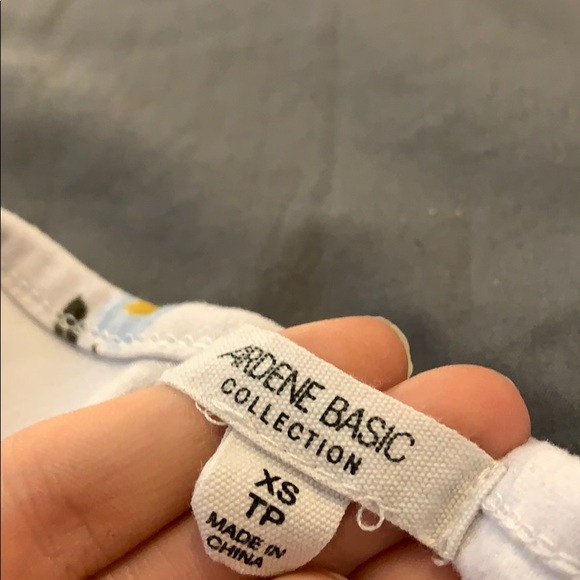 ARDENE BASIC
COLLECTION
XS
TP
MADE IN
CHINA